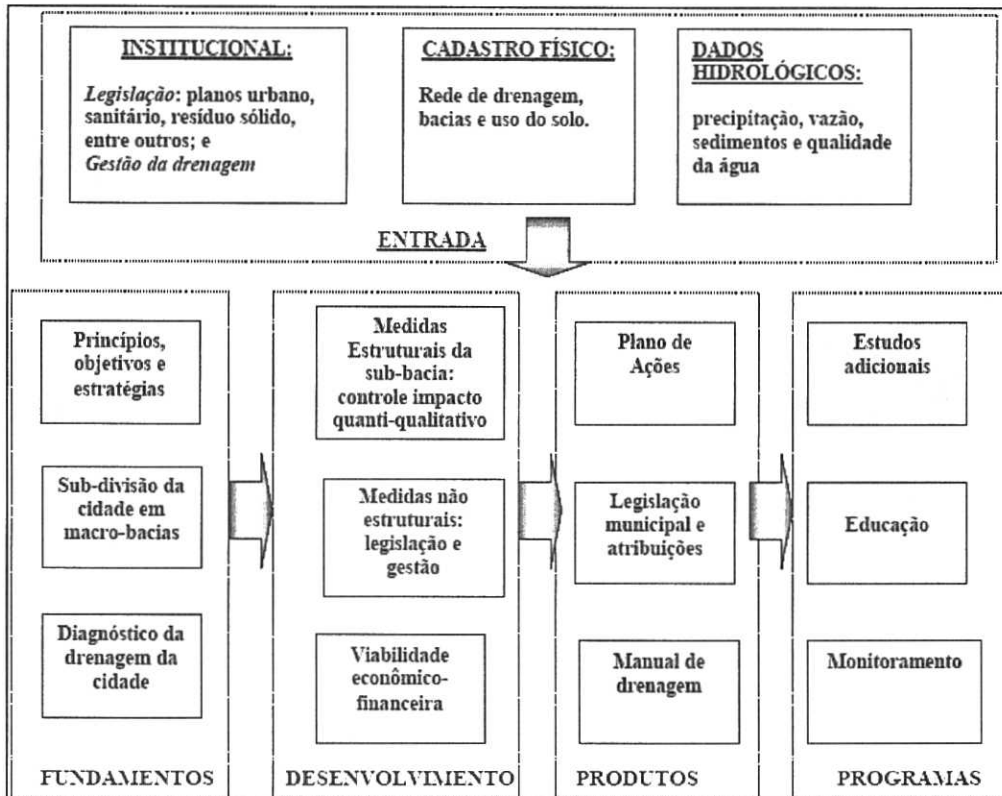 INSTITUCIONAL:
Legislação: planos urbano,
sanitário, resíduo sólido,
entre outros; e
Gestão da drenagem
CADASTRO FÍSICO:
Rede de drenagem,
bacias e uso do solo.
DADOS
HIDROLÓGICOS:
precipitação, vazão,
sedimentos e qualidade
da água
ENTRADA
Princípios,
objetivos e
estratégias
Sub-divisão da
cidade em
macro-bacias
Diagnóstico da
drenagem da
cidade
FUNDAMENTOS
Medidas
Estruturais da
sub-bacia:
controle impacto
quanti-qualitativo
Medidas não
estruturais:
legislação e
gestão
Viabilidade
econômico-
financeira
DESENVOLVIMENTO
Plano de
Ações
Legislação
municipal e
atribuições
Manual de
drenagem
PRODUTOS
Estudos
adicionais
Educação
Monitoramento
PROGRAMAS